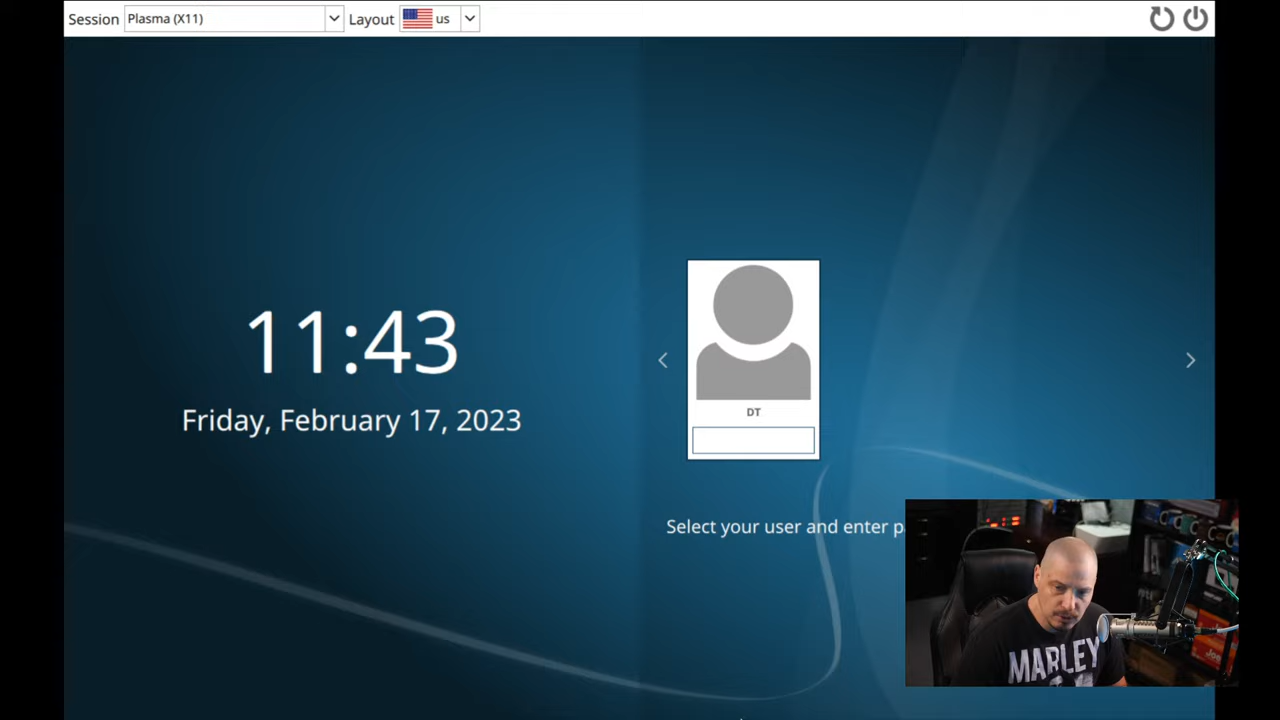 Session Plasma (X11) Layout us
11:43
Friday, February 17, 2023
DT
Select your user and enter
MARLEY